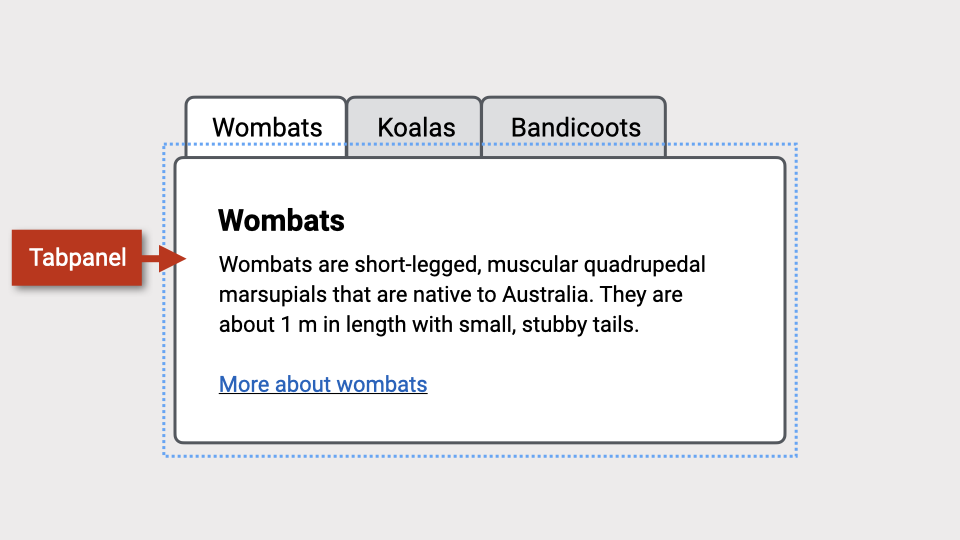 Wombats
Koalas
Bandicoots
Tabpanel
Wombats
Wombats are short-legged, muscular quadrupedal
marsupials that are native to Australia. They are
about 1 m in length with small, stubby tails.
More about wombats